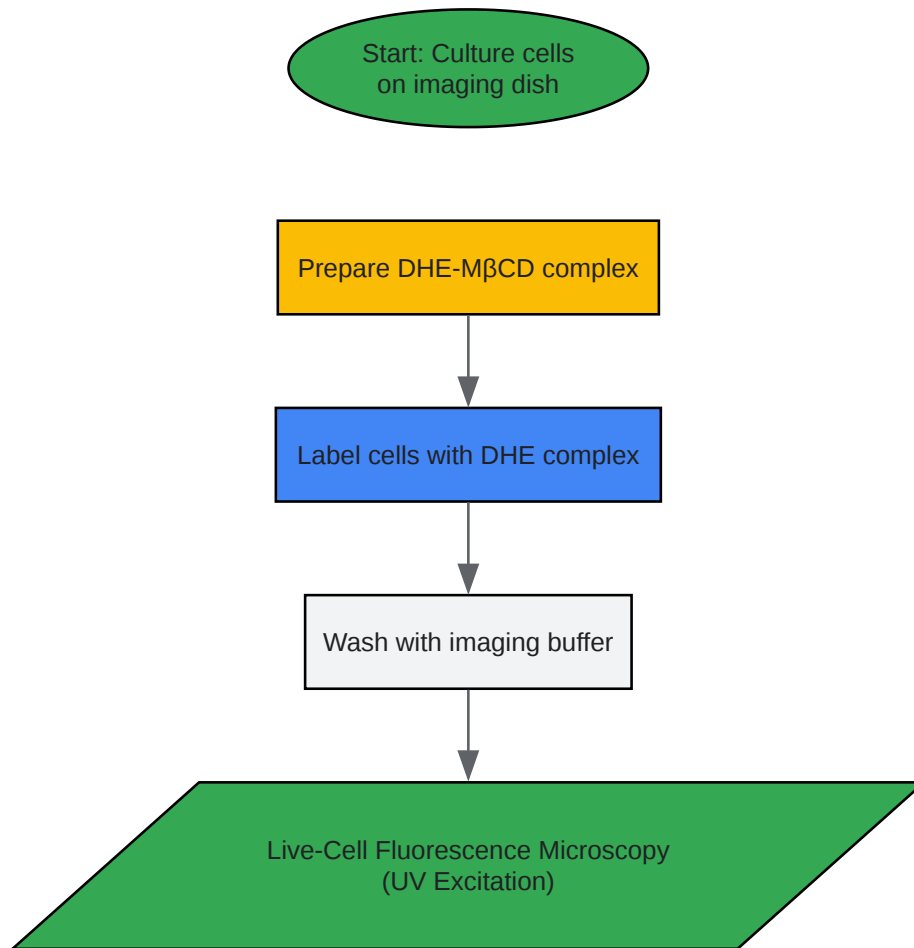 Start: Culture cells
on imaging dish
Prepare DHE-MβCD complex
Label cells with DHE complex
Wash with imaging buffer
Live-Cell Fluorescence Microscopy
(UV Excitation)